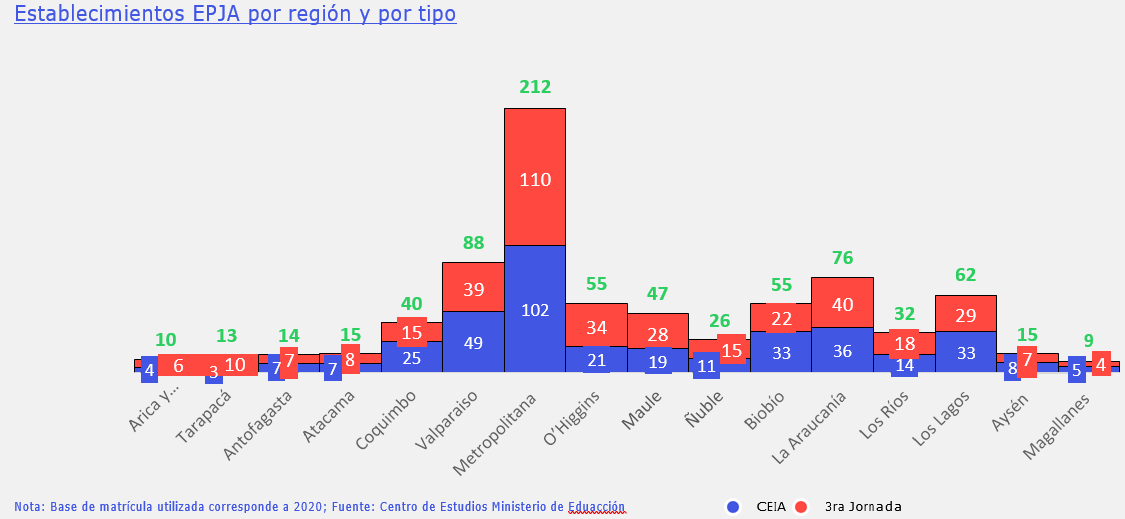 Establecimientos EPJA por región y por tipo
212
110
102
88
39
49
76
40
36
62
29
33
55
34
21
55
22
33
47
28
19
40
15
25
32
18
14
26
15
11
10
6
4
13
10
3
14
7
7
15
8
7
15
7
8
9
4
5
Arica y...
Tarapacá
Antofagasta
Atacama
Coquimbo
Valparaiso
Metropolitana
O’Higgins
Maule
Ñuble
Biobío
La Araucanía
Los Ríos
Los Lagos
Aysén
Magallanes
Nota: Base de matrícula utilizada corresponde a 2020; Fuente: Centro de Estudios Ministerio de Eduacción
CEIA
3ra Jornada